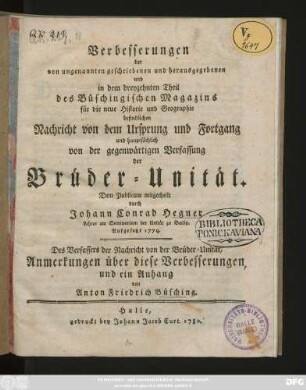 Verbesserungen
der
von ungenannten geschriebenen und herausgegebenen
und
in dem dreyzehnten Theil
des Büschingischen Magazins
für die neue Historie und Geographie
befindlichen
Nachricht von dem Ursprung und Fortgang
und hauptsächlich
von der gegenwärtigen Verfassung
der
Brüder-Unität.
Dem Publicum mitgetheilt
durch
Johann Conrad Hegner
Lehrer am Seminarium der Unität zu Barby.
Aufgesetzt 1779.
Des Verfassers der Nachricht von der Brüder-Unität,
Anmerkungen über diese Verbesserungen,
und ein Anhang
von
Anton Friedrich Büsching.
Halle,
gedruckt bey Johann Jacob Curt. 1781.
BIBLIOTHECA
PONICKAVIANA
HALLE